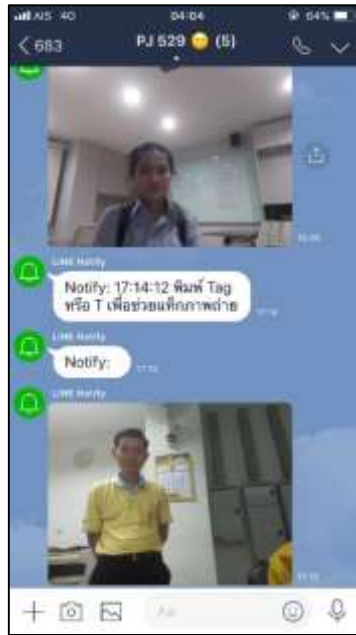 AIS 4G 04:04 64%
683 PJ 529 (5)
LINE Notify
Notify: 17:14:12 พิมพ์ Tag
หรือ T เพื่อช่วยแท็กภาพถ่าย
LINE Notify
Notify:
LINE Notify
Aa